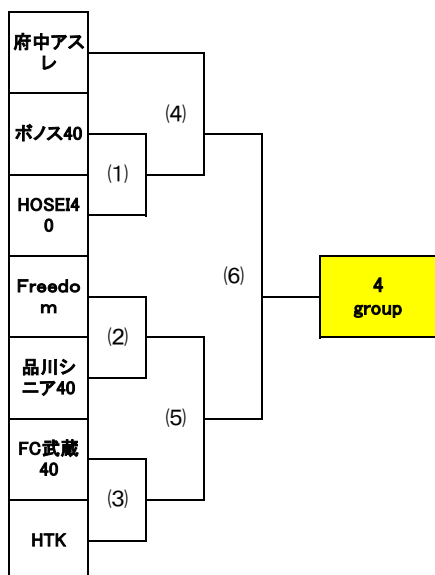 府中アス
レ
ボノス40
HOSEI4
0
Ｆｒｅｅｄｏ
ｍ
品川シ
ニア40
FC武蔵
40
HTK
(1)
(2)
(3)
(4)
(5)
(6)
4
group